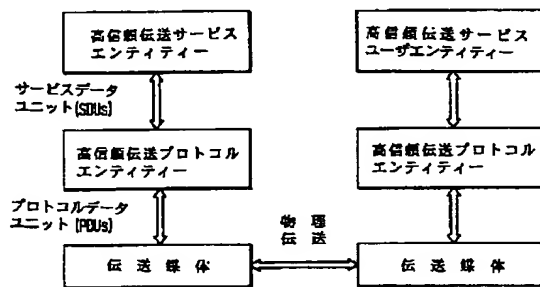 高信頼伝送サービス
エンティティー
高信頼伝送サービス
ユーザエンティティー
サービスデータ
ユニット(SDUs)
高信頼伝送プロトコル
エンティティー
高信頼伝送プロトコル
エンティティー
プロトコルデータ
ユニット(PDUs)
物理
伝送
伝送媒体
伝送媒体